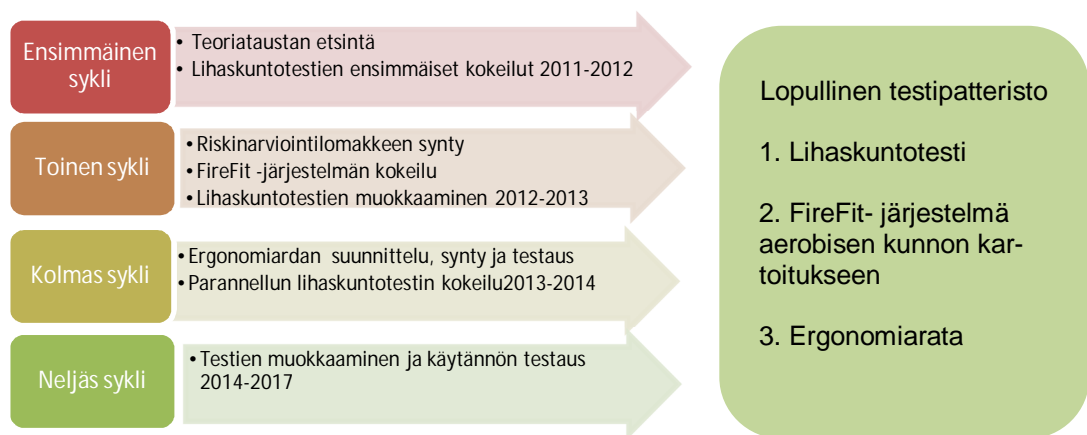 Ensimmäinen
sykli
• Teoriataustan etsintä
• Lihaskuntotestien ensimmäiset kokeilut 2011-2012
Toinen sykli
• Riskinarviointilomakkeen synty
• FireFit -järjestelmän kokeilu
• Lihaskuntotestien muokkaaminen 2012-2013
Kolmas sykli
• Ergonomiardan suunnittelu, synty ja testaus
• Parannellun lihaskuntotestin kokeilu2013-2014
Neljäs sykli
• Testien muokkaaminen ja käytännön testaus
2014-2017
Lopullinen testipatteristo
1. Lihaskuntotesti
2. FireFit- järjestelmä
aerobisen kunnon kar-
toitukseen
3. Ergonomiarata